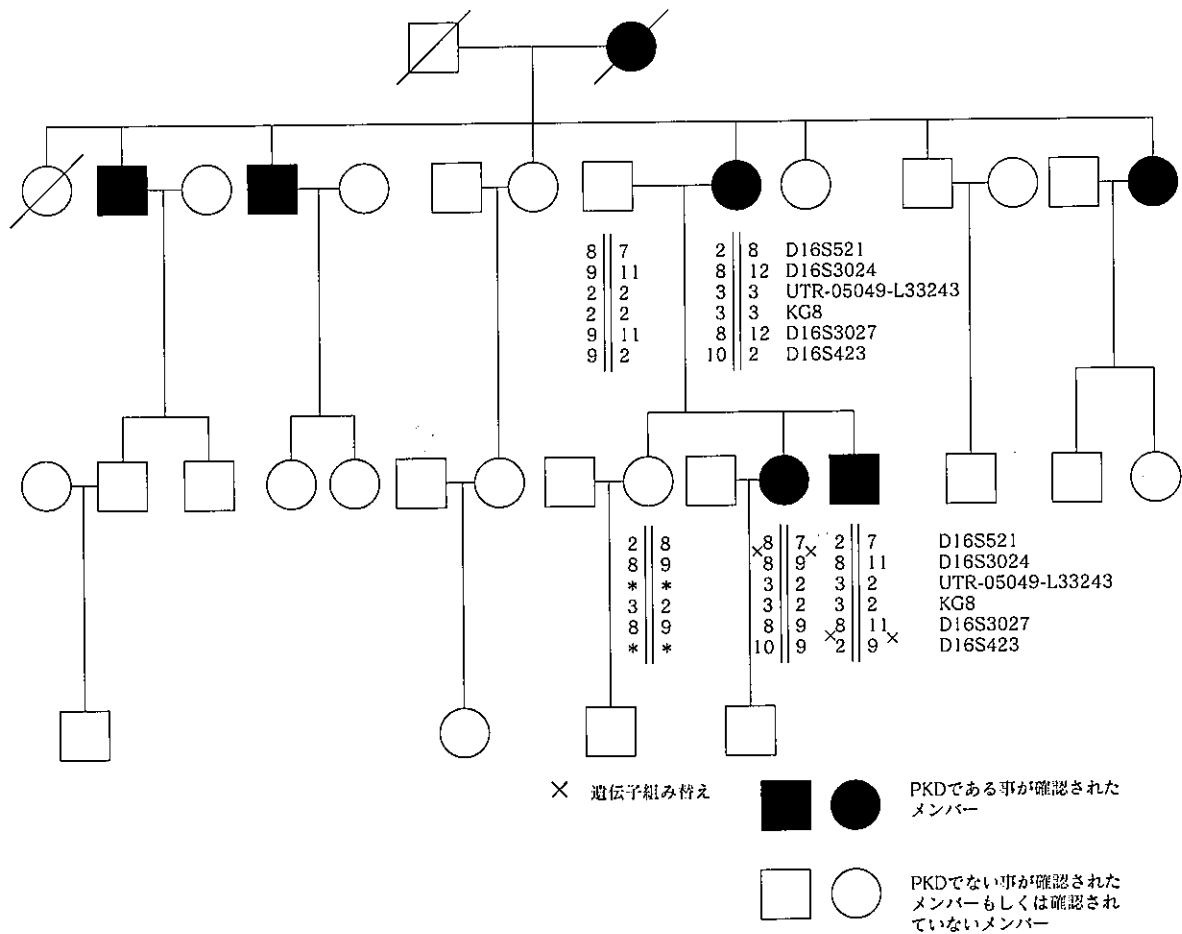 8 7 2 8 D16S521
9 11 8 12 D16S3024
2 2 3 3 UTR-05049-L33243
2 2 3 3 KG8
9 11 8 12 D16S3027
9 2 10 2 D16S423
2 8 8 7 2 7 D16S521
8 9 8 9 8 11 D16S3024
* * 3 2 3 2 UTR-05049-L33243
3 2 3 2 3 2 KG8
8 9 8 9 8 11 D16S3027
* * 10 9 2 9 D16S423
× 遺伝子組み替え
PKDである事が確認された
メンバー
PKDでない事が確認された
メンバーもしくは確認され
ていないメンバー